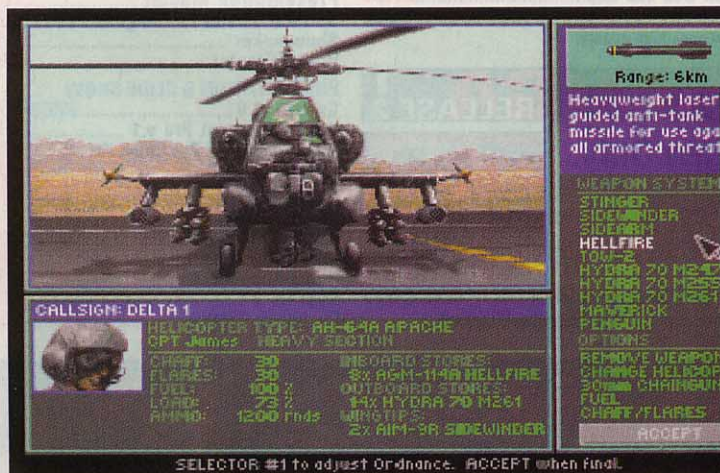 RELEASE
Range: 6km
Heavyweight laser
guided anti-tank
missile for use aga
all armored threat
WEAPON SYSTEM
STINGER
SIDEWINDER
SIDEARM
HELLFIRE
TOW-2
HYDRA 70
HYDRA 70 M255
HYDRA 70 M261
MAVERICK
PENGUIN
OPTIONS
REMOVE WEAPON
CHANGE HELICOP
30mm CHAINGUN
FUEL
CHAFF/FLARES
ACCEPT
9
CALLSIGN: DELTA 1
HELICOPTER TYPE: AH-64A APACHE
CPT James HEAVY SECTION
CHAFF: 30 INBOARD STORES:
FLARES: 30 8x AGM-114A HELLFIRE
FUEL: 100 % OUTBOARD STORES:
LOAD: 73 % 14x HYDRA 70 M261
AMMO: 1200 rnds WINGTIPS:
2x AIM-9R SIDEWINDER
SELECTOR #1 to adjust Ordnance. ACCEPT when final.